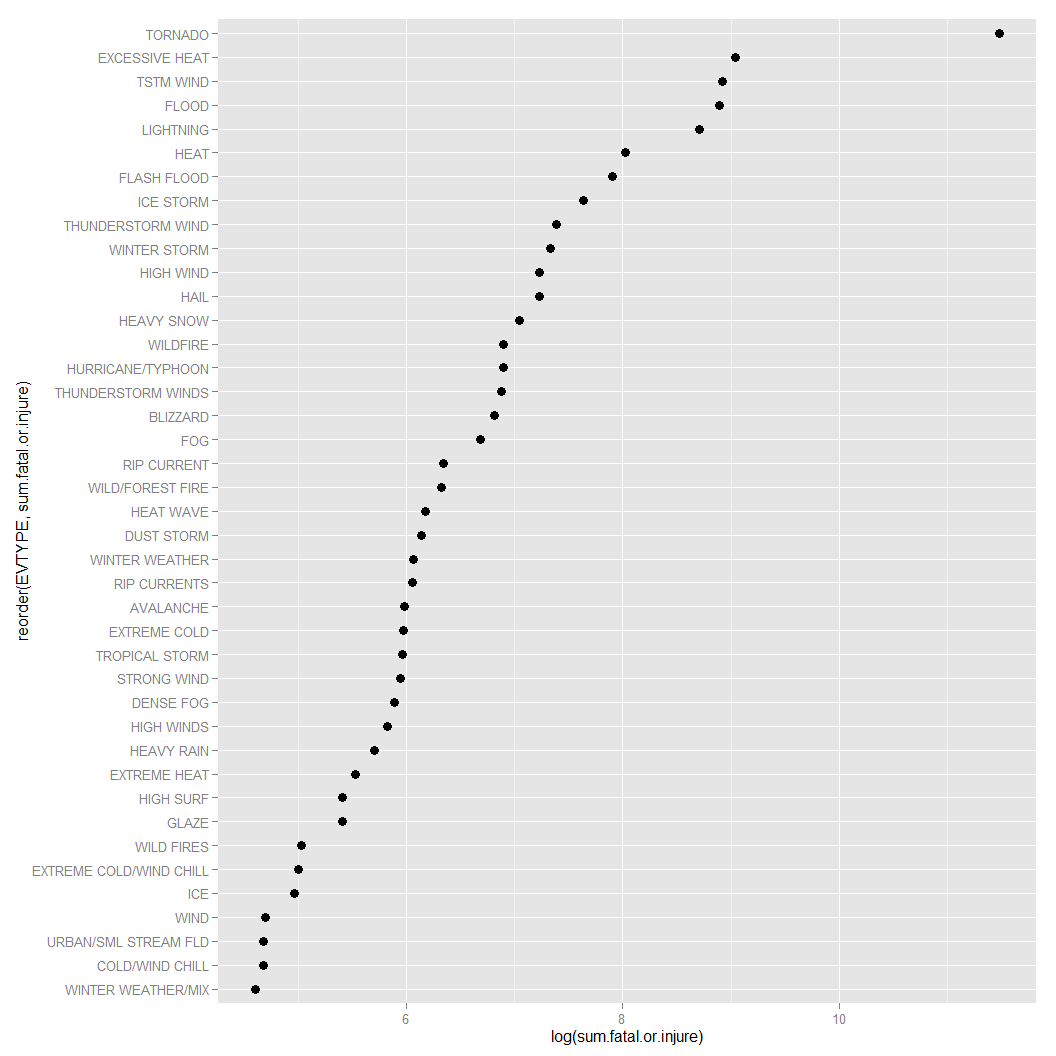 TORNADO
EXCESSIVE HEAT
TSTM WIND
FLOOD
LIGHTNING
HEAT
FLASH FLOOD
ICE STORM
THUNDERSTORM WIND
WINTER STORM
HIGH WIND
HAIL
HEAVY SNOW
WILDFIRE
HURRICANE/TYPHOON
THUNDERSTORM WINDS
BLIZZARD
FOG
RIP CURRENT
WILD/FOREST FIRE
HEAT WAVE
DUST STORM
WINTER WEATHER
RIP CURRENTS
AVALANCHE
EXTREME COLD
TROPICAL STORM
STRONG WIND
DENSE FOG
HIGH WINDS
HEAVY RAIN
EXTREME HEAT
HIGH SURF
GLAZE
WILD FIRES
EXTREME COLD/WIND CHILL
ICE
WIND
URBAN/SML STREAM FLD
COLD/WIND CHILL
WINTER WEATHER/MIX
reorder(EVTYPE, sum.fatal.or.injure)
6 8 10
log(sum.fatal.or.injure)